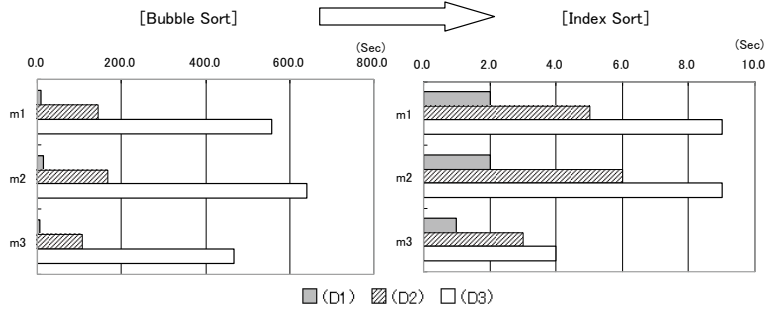 [Bubble Sort]
[Index Sort]
(Sec)
0.0 200.0 400.0 600.0 800.0
m1
m2
m3
(Sec)
0.0 2.0 4.0 6.0 8.0 10.0
m1
m2
m3
(D1) (D2) (D3)